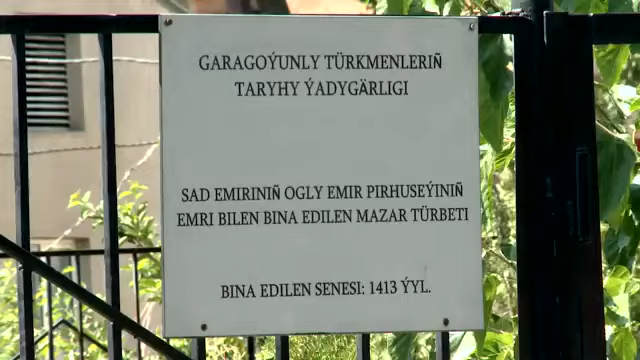 GARAGOÝUNLY TÜRKMENLERIŇ
TARYHY ÝADYGÄRLIGI
SAD EMIRINIŇ OGLY EMIR PIRHUSEÝINIŇ
EMRI BILEN BINA EDILEN MAZAR TÜRBETI
BINA EDILEN SENESI: 1413 ÝYL.